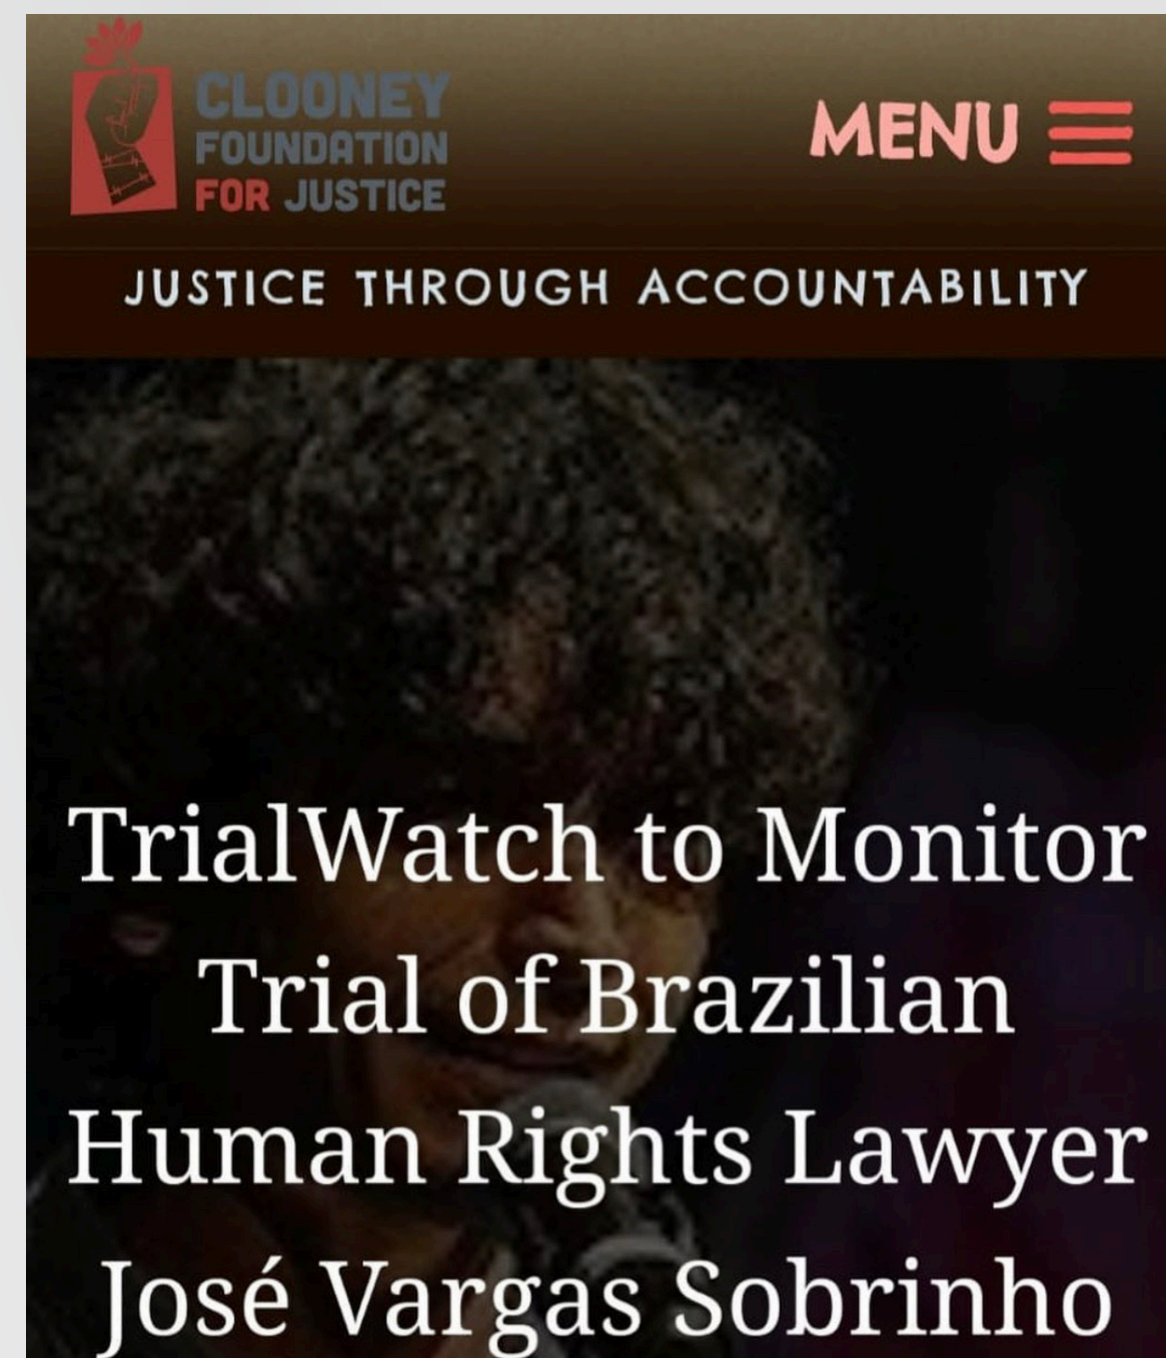 CLOONEY
FOUNDATION
FOR JUSTICE
MENU
JUSTICE THROUGH ACCOUNTABILITY
TrialWatch to Monitor
Trial of Brazilian
Human Rights Lawyer
José Vargas Sobrinho